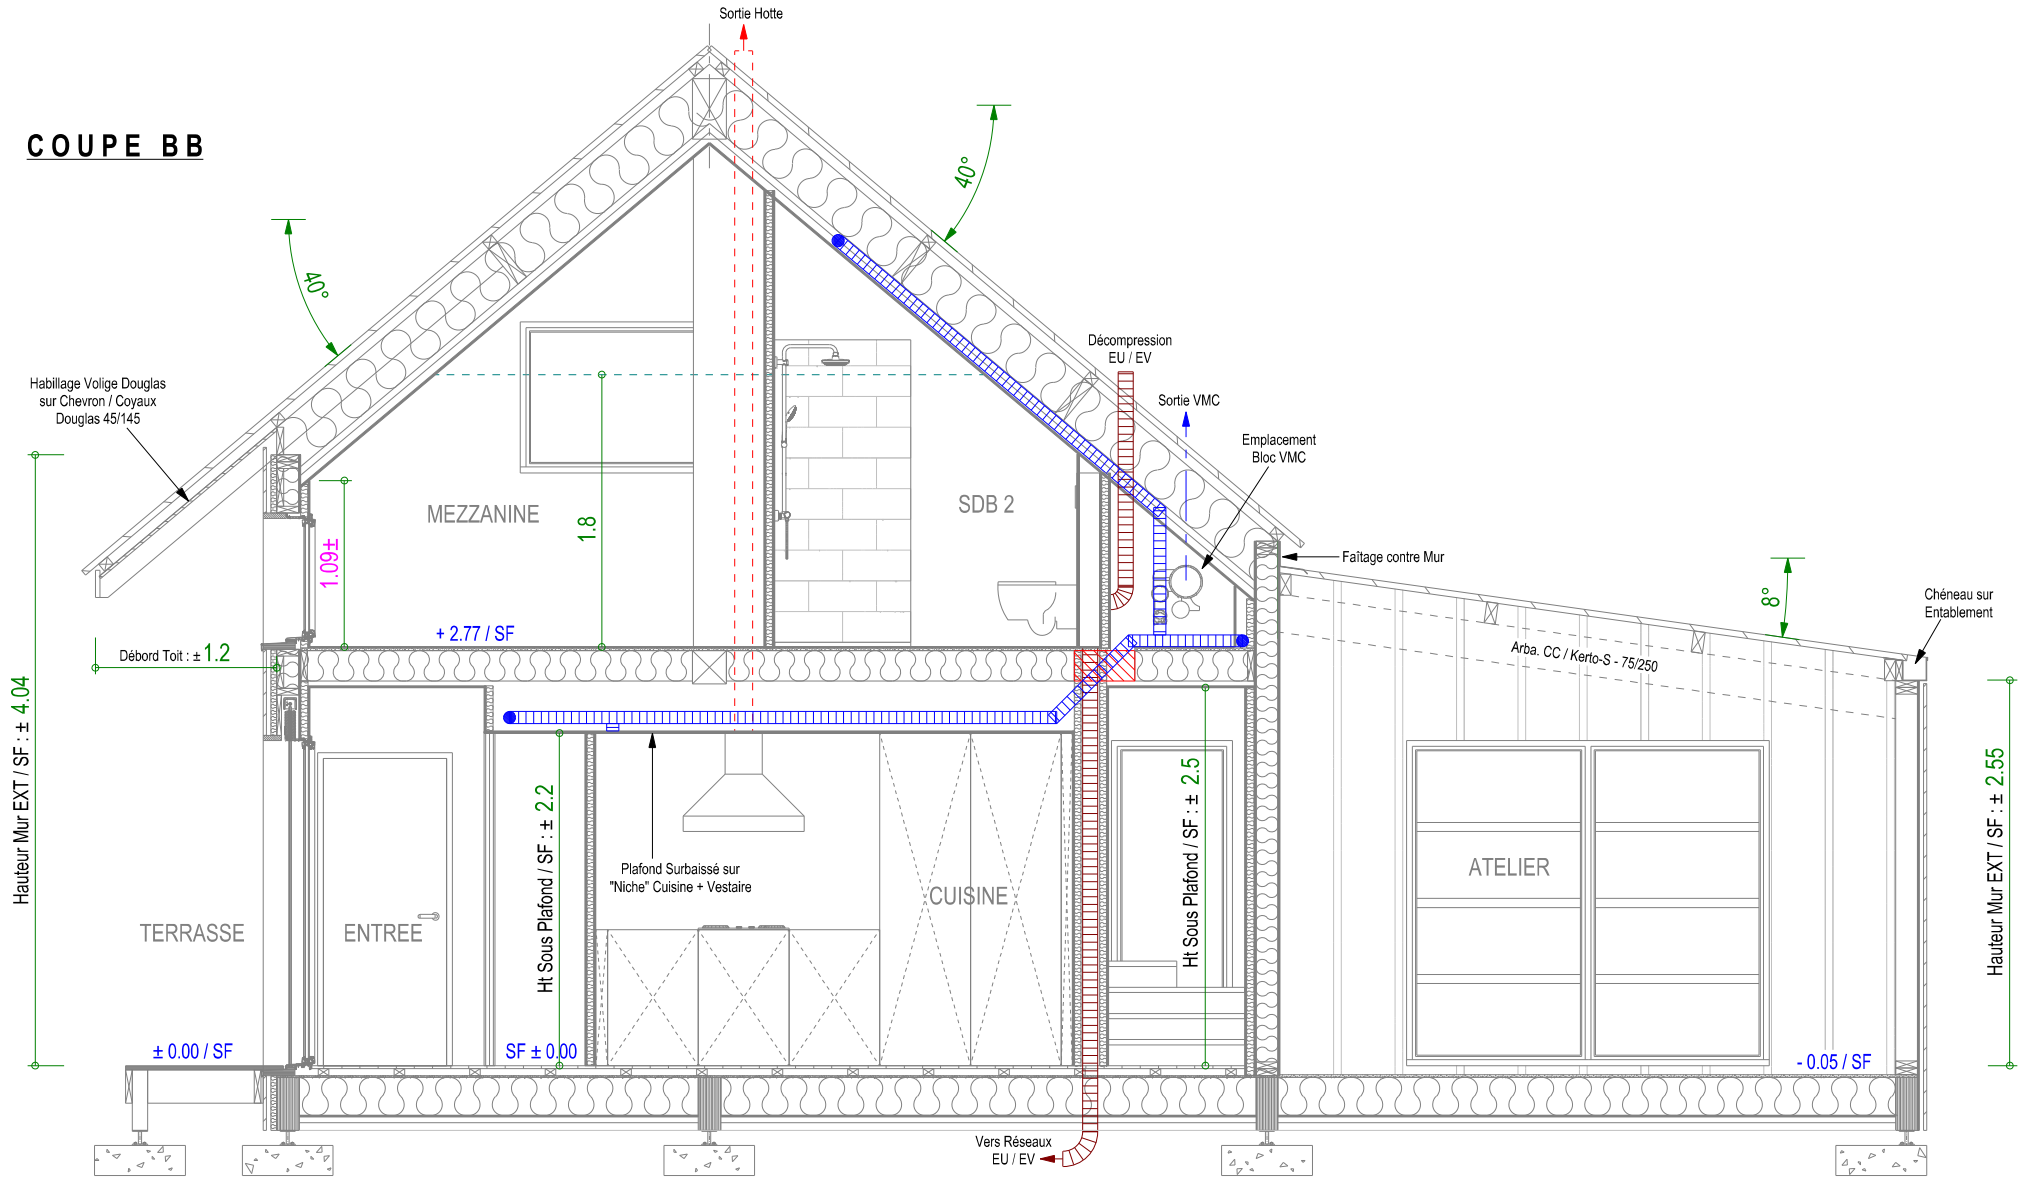 Sortie Hotte
COUPE BB
40°
40°
Décompression
EU / EV
Habillage Volige Douglas
sur Chevron / Coyaux
Douglas 45/145
Sortie VMC
Emplacement
Bloc VMC
MEZZANINE
1.8
SDB 2
1.09±
Faîtage contre Mur
8°
Chéneau sur
Entablement
+ 2.77 / SF
Débord Toit : ± 1.2
Arba. CC / Kerto-S - 75/250
Hauteur Mur EXT / SF : ± 4.04
Ht Sous Plafond / SF : ± 2.2
Ht Sous Plafond / SF : ± 2.5
Hauteur Mur EXT / SF : ± 2.55
Plafond Surbaissé sur
"Niche" Cuisine + Vestaire
ATELIER
CUISINE
TERRASSE
ENTREE
± 0.00 / SF
SF ± 0.00
- 0.05 / SF
Vers Réseaux
EU / EV